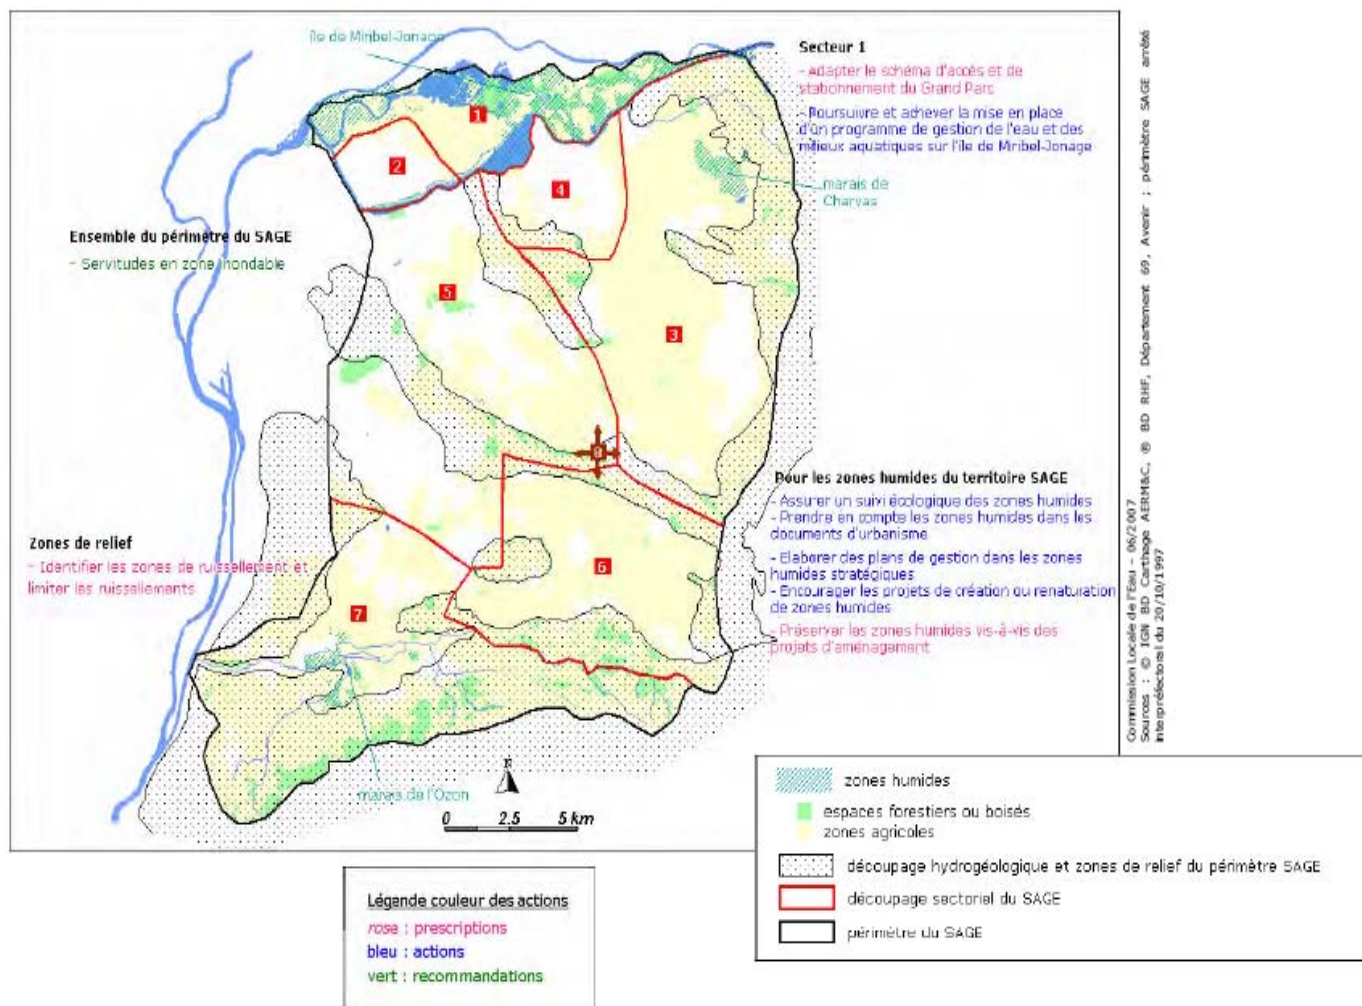 île de Miribel-Jonage
Secteur 1
- Adapter le schéma d'accès et de
stationnement du Grand Parc
- Poursuivre et achever la mise en place
d'un programme de gestion de l'eau et des
milieux aquatiques sur l'île de Miribel-Jonage
marais de
Charvas
Ensemble du périmètre du SAGE
- Servitudes en zone inondable
1
2
4
5
3
8
6
7
Pour les zones humides du territoire SAGE
- Assurer un suivi écologique des zones humides
- Prendre en compte les zones humides dans les
documents d'urbanisme
- Elaborer des plans de gestion dans les zones
humides stratégiques
- Encourager les projets de création ou renaturation
de zones humides
- Préserver les zones humides vis-à-vis des
projets d'aménagement
Zones de relief
- Identifier les zones de ruissellement et
limiter les ruissellements
marais de l'Ozon
N
0 2.5 5 km
Commission Locale de l'Eau - 06/2007
Sources : © IGN BD Carthage AERM&C, ® BD RHF, Département 69, Avenir ; périmètre SAGE arrêté
interpréfectoral du 20/10/1997
zones humides
espaces forestiers ou boisés
zones agricoles
découpage hydrogéologique et zones de relief du périmètre SAGE
découpage sectoriel du SAGE
périmètre du SAGE
Légende couleur des actions
rose : prescriptions
bleu : actions
vert : recommandations